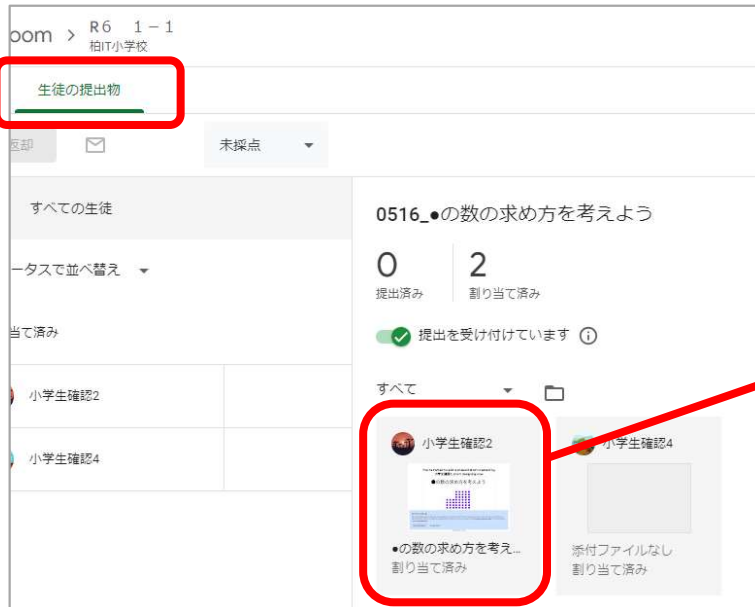 oom > R6 1-1
柏IT小学校
生徒の提出物
返却
未採点
すべての生徒
ータスで並べ替え
当て済み
小学生確認2
小学生確認4
0516_●の数の求め方を考えよう
0 2
提出済み 割り当て済み
提出を受け付けています
すべて
小学生確認2
●の数の求め方を考えよう
●の数の求め方を考え...
割り当て済み
小学生確認4
添付ファイルなし
割り当て済み